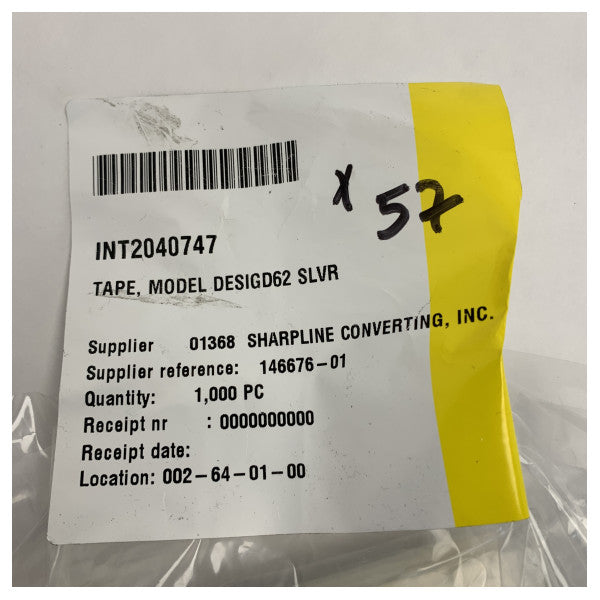 x 57
INT2040747
TAPE, MODEL DESIGD62 SLVR
Supplier 01368 SHARPLINE CONVERTING, INC.
Supplier reference: 146676-01
Quantity: 1,000 PC
Receipt nr : 0000000000
Receipt date:
Location: 002-64-01-00